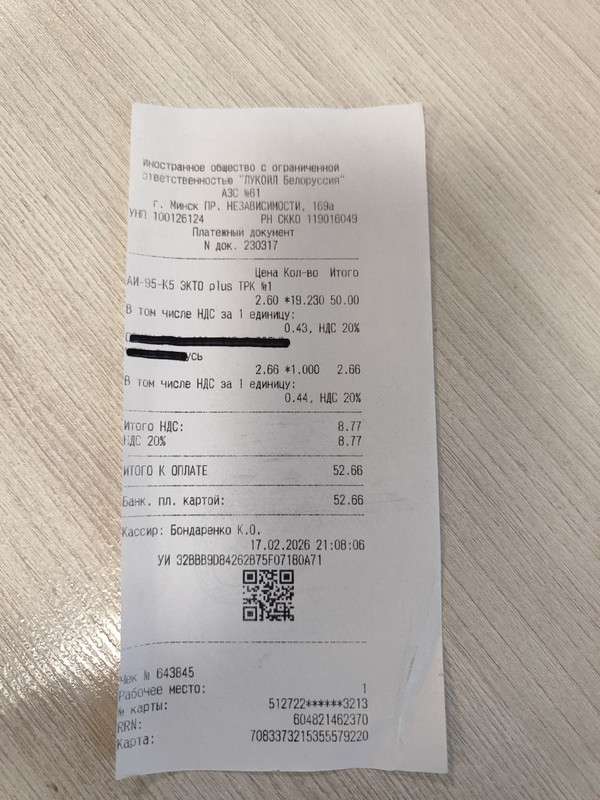 Иностранное общество с ограниченной
ответственностью "ЛУКОЙЛ Белоруссия"
АЗС №61
г. Минск ПР. НЕЗАВИСИМОСТИ, 169а
УНП 100126124 РН СККО 119016049
Платежный документ
N док. 230317
Цена Кол-во Итого
АИ-95-К5 ЭКТО plus ТРК №1
2.60 *19.230 50.00
В том числе НДС за 1 единицу:
0.43, НДС 20%
усь
2.66 *1.000 2.66
В том числе НДС за 1 единицу:
0.44, НДС 20%
Итого НДС: 8.77
НДС 20% 8.77
ИТОГО К ОПЛАТЕ 52.66
Банк. пл. картой: 52.66
Кассир: Бондаренко К.О.
17.02.2026 21:08:06
УИ 32BBB9D84262B75F07180A71
Чек № 643845
Рабочее место: 1
№ карты: 512722******3213
RRN: 604821462370
Карта: 7083373215355579220